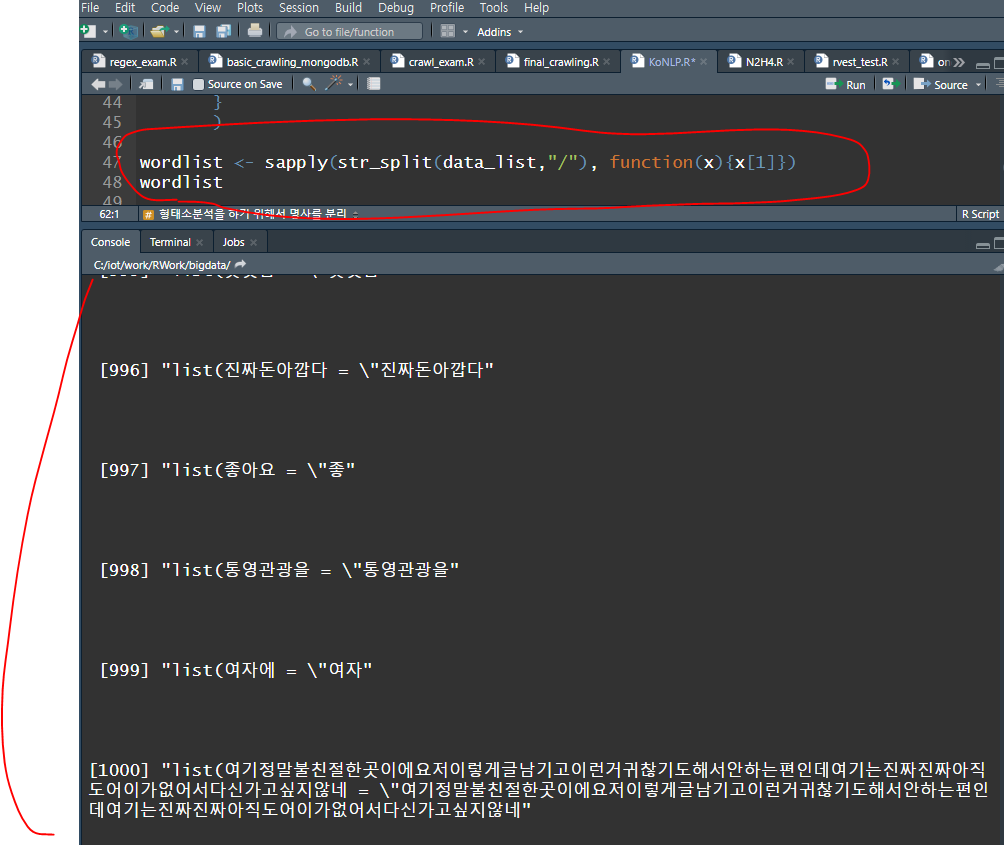 File Edit Code View Plots Session Build Debug Profile Tools Help
Go to file/function Addins
regex_exam.R basic_crawling_mongodb.R crawl_exam.R final_crawling.R KoNLP.R* N2H4.R rvest_test.R on
Source on Save Run Source
44 }
45 )
46
47 wordlist <- sapply(str_split(data_list,"/"), function(x){x[1]})
48 wordlist
49
62:1 # 형태소분석을 하기 위해서 명사를 분리 R Script
Console Terminal Jobs
C:/iot/work/RWork/bigdata/
[996] "list(진짜돈아깝다 = \"진짜돈아깝다"
[997] "list(좋아요 = \"좋"
[998] "list(통영관광을 = \"통영관광을"
[999] "list(여자에 = \"여자"
[1000] "list(여기정말불친절한곳이에요저이렇게글남기고이런거귀찮기도해서안하는편인데여기는진짜진짜아직
도어이가없어서다신가고싶지않네 = \"여기정말불친절한곳이에요저이렇게글남기고이런거귀찮기도해서안하는편인
데여기는진짜진짜아직도어이가없어서다신가고싶지않네"